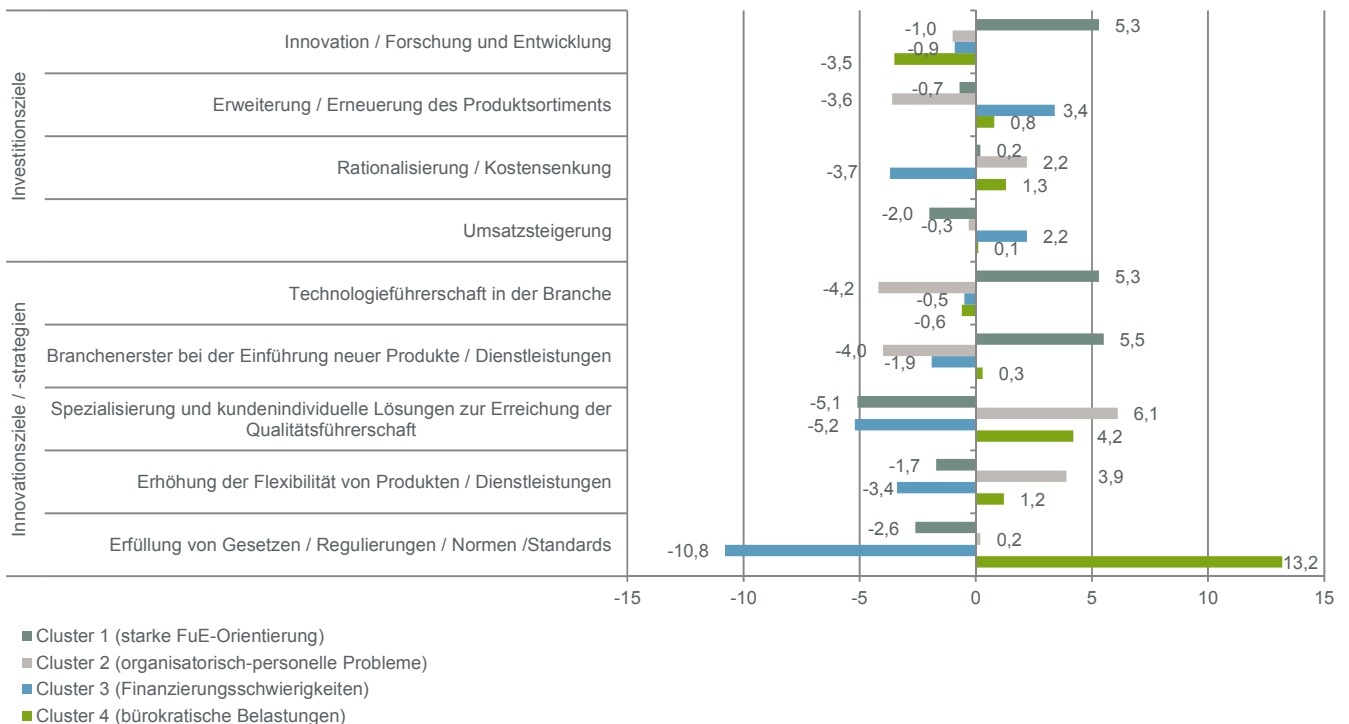 Investitionsziele
Innovation / Forschung und Entwicklung
5,3
-1,0
-0,9
-3,5
Erweiterung / Erneuerung des Produktsortiments
-0,7
-3,6
3,4
0,8
Rationalisierung / Kostensenkung
0,2
2,2
-3,7
1,3
Umsatzsteigerung
-2,0
-0,3
2,2
0,1
Innovationsziele / -strategien
Technologieführerschaft in der Branche
5,3
-4,2
-0,5
-0,6
Branchenerster bei der Einführung neuer Produkte / Dienstleistungen
5,5
-4,0
-1,9
0,3
Spezialisierung und kundenindividuelle Lösungen zur Erreichung der
Qualitätsführerschaft
-5,1
6,1
-5,2
4,2
Erhöhung der Flexibilität von Produkten / Dienstleistungen
-1,7
3,9
-3,4
1,2
Erfüllung von Gesetzen / Regulierungen / Normen /Standards
-2,6
0,2
-10,8
13,2
-15 -10 -5 0 5 10 15
Cluster 1 (starke FuE-Orientierung)
Cluster 2 (organisatorisch-personelle Probleme)
Cluster 3 (Finanzierungsschwierigkeiten)
Cluster 4 (bürokratische Belastungen)